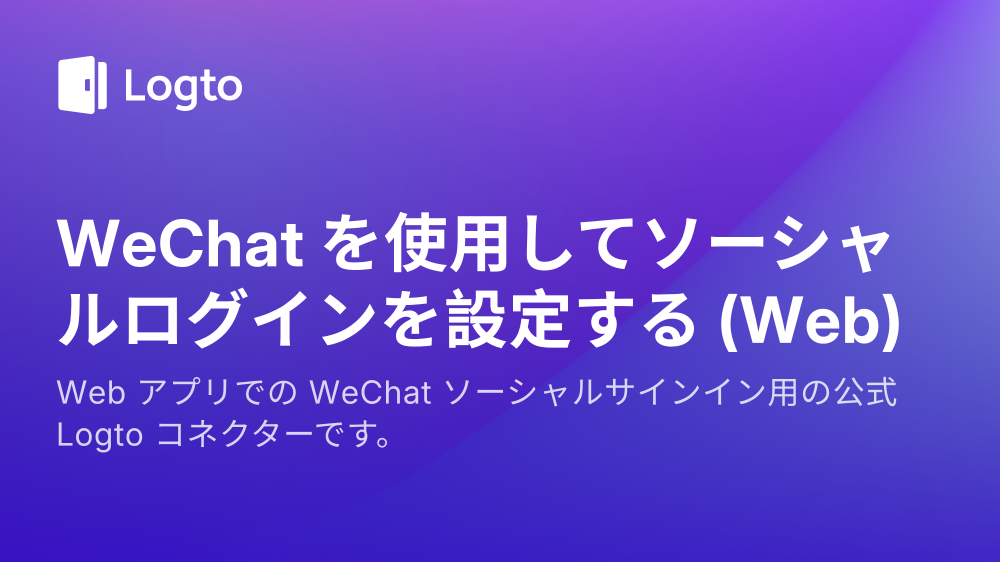 Logto
WeChat を使用してソーシャ
ルログインを設定する (Web)
Web アプリでの WeChat ソーシャルサインイン用の公式
Logto コネクターです。